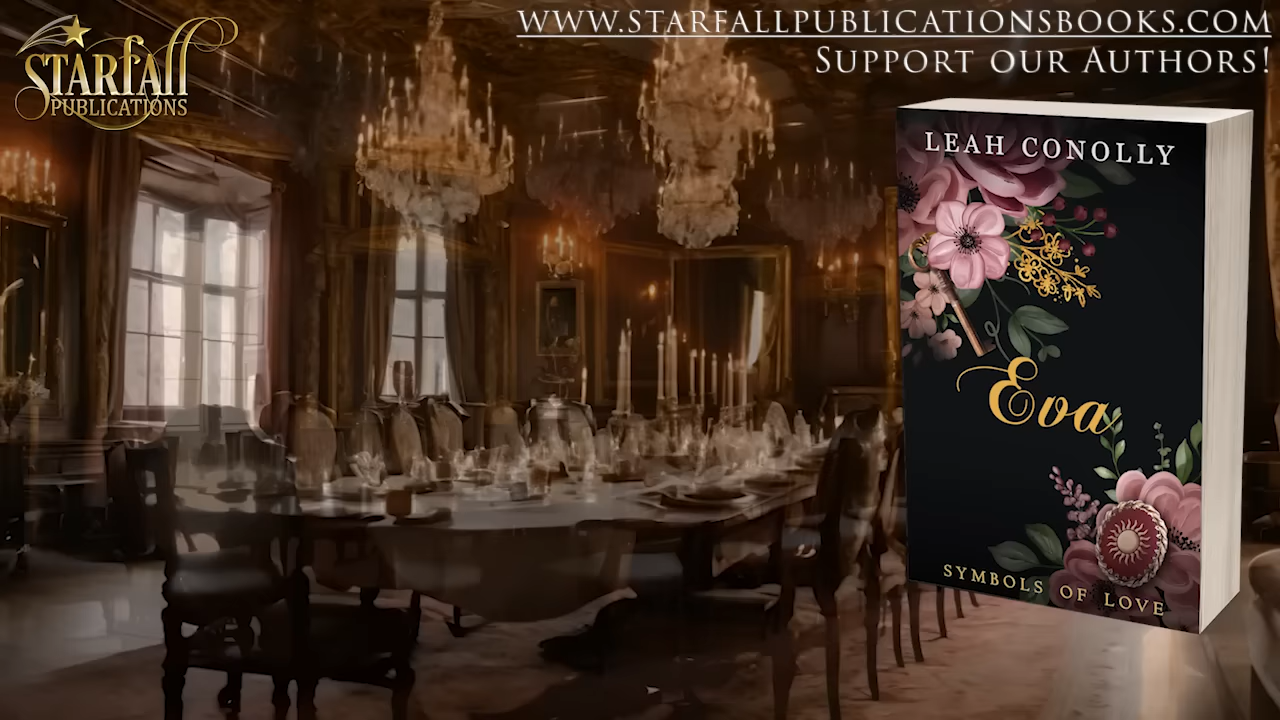 STARfall
PUBLICATIONS
WWW.STARFALLPUBLICATIONSBOOKS.COM
SUPPORT OUR AUTHORS!
LEAH CONOLLY
Eva
SYMBOLS OF LOVE